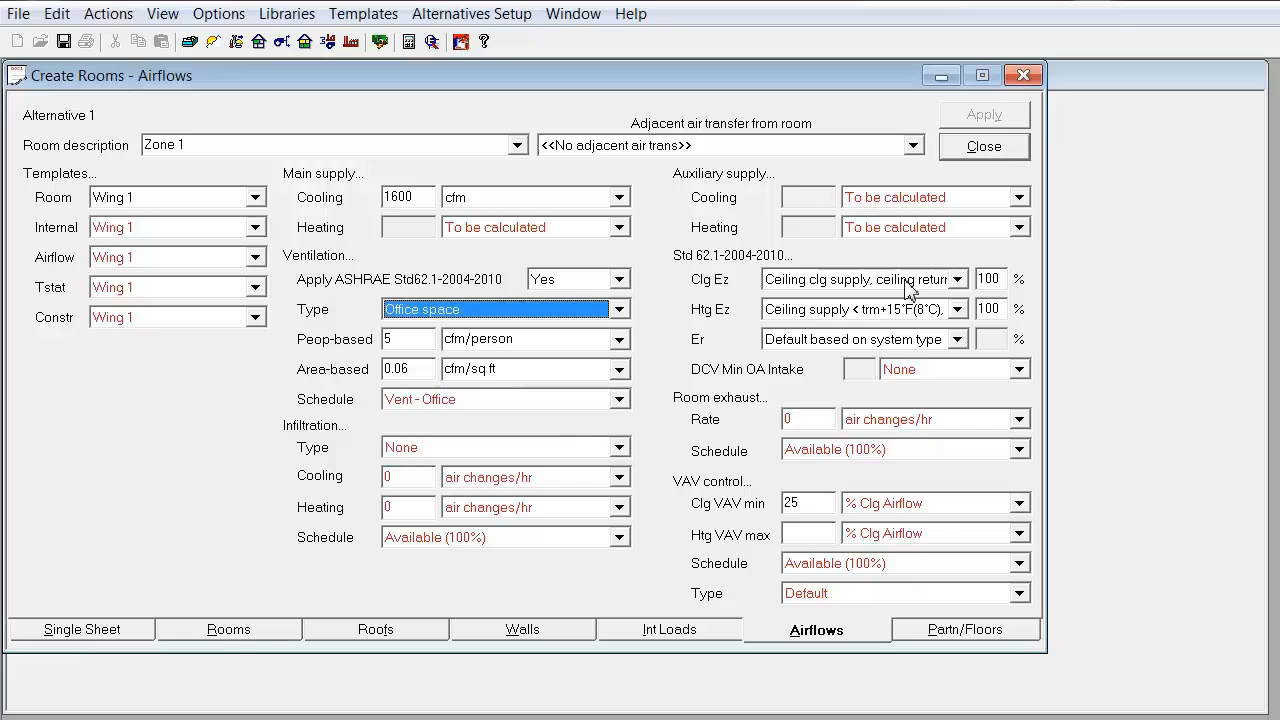 File Edit View Options Libraries Templates Alternatives Setup Window Help
Create Rooms - Airflows
Alternative 1
Adjacent air transfer from room
Apply
Room description Zone 1 <<No adjacent air trans>> Close
Templates...
Room Wing 1
Internal Wing 1
Airflow Wing 1
Tstat Wing 1
Constr Wing 1
Main supply...
Cooling 1600 cfm
Heating To be calculated
Ventilation...
Apply ASHRAE Std62.1-2004-2010 Yes
Type Office space
Peop-based 5 cfm/person
Area-based 0.06 cfm/sq ft
Schedule Vent - Office
Infiltration...
Type None
Cooling 0 air changes/hr
Heating 0 air changes/hr
Schedule Available (100%)
Auxiliary supply...
Cooling To be calculated
Heating To be calculated
Std 62.1-2004-2010...
Clg Ez Ceiling clg supply, ceiling return 100 %
Htg Ez Ceiling supply < trm+15°F(8°C), 100 %
Er Default based on system type %
DCV Min OA Intake None
Room exhaust...
Rate 0 air changes/hr
Schedule Available (100%)
VAV control...
Clg VAV min 25 % Clg Airflow
Htg VAV max % Clg Airflow
Schedule Available (100%)
Type Default
Single Sheet Rooms Roofs Walls Int Loads Airflows Partn/Floors